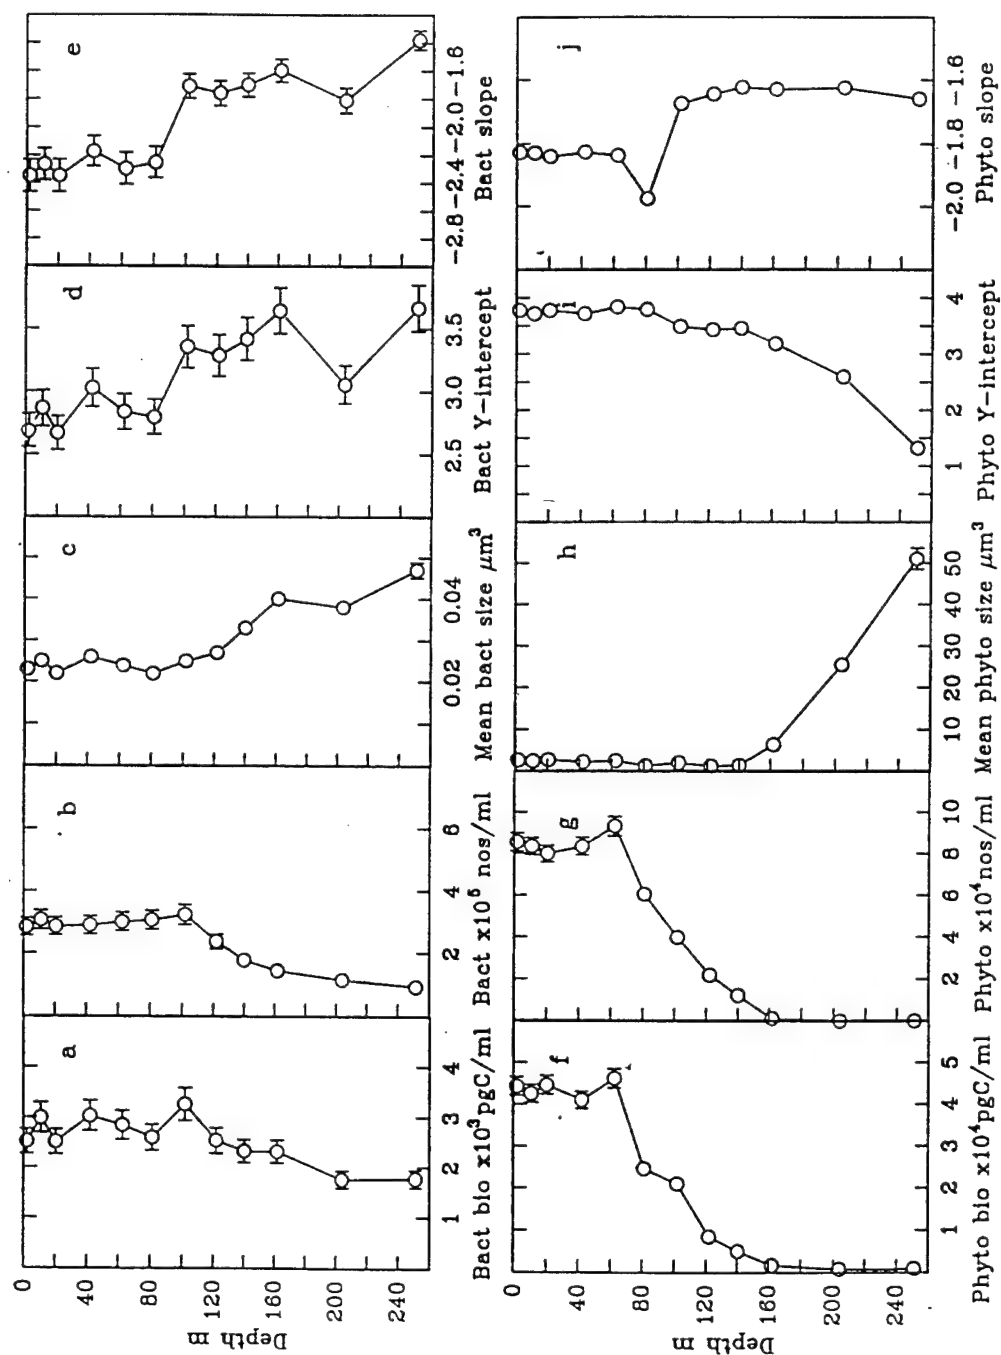 a
b
c
d
e
0
40
80
120
160
200
240
Depth m
1 2 3 4
2 4 6
0.02 0.04
2.5 3.0 3.5
-2.8 -2.4 -2.0 -1.6
Bact bio x10³pgC/ml
Bact x10⁵ nos/ml
Mean bact size μm³
Bact Y-intercept
Bact slope
f
g
h
i
j
0
40
80
120
160
200
240
Depth m
1 2 3 4 5
2 4 6 8 10
10 20 30 40 50
1 2 3 4
-2.0 -1.8 -1.6
Phyto bio x10⁴pgC/ml
Phyto x10⁴nos/ml
Mean phyto size μm³
Phyto Y-intercept
Phyto slope